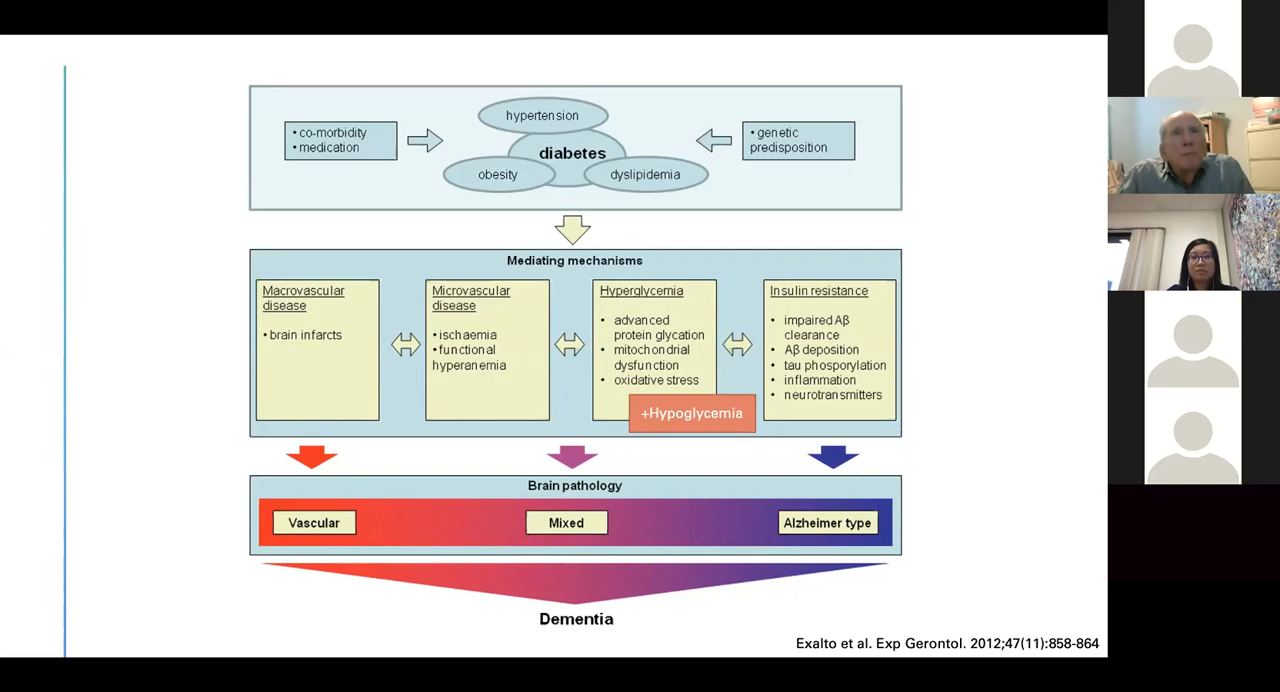 hypertension
• co-morbidity
• medication
diabetes
• genetic
predisposition
obesity
dyslipidemia
Mediating mechanisms
Macrovascular
disease
• brain infarcts
Microvascular
disease
• ischaemia
• functional
hyperanemia
Hyperglycemia
• advanced
protein glycation
• mitochondrial
dysfunction
• oxidative stress
+Hypoglycemia
Insulin resistance
• impaired Aβ
clearance
• Aβ deposition
• tau phosporylation
• inflammation
• neurotransmitters
Brain pathology
Vascular
Mixed
Alzheimer type
Dementia
Exalto et al. Exp Gerontol. 2012;47(11):858-864